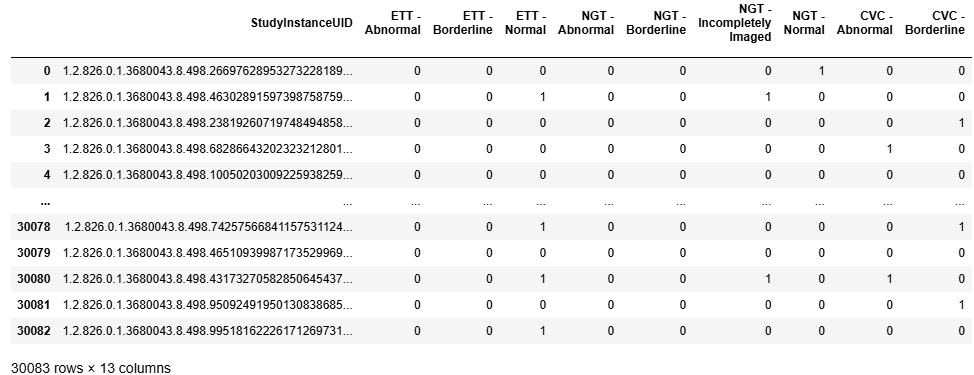 StudyInstanceUID ETT - Abnormal ETT - Borderline ETT - Normal NGT - Abnormal NGT - Borderline NGT - Incompletely Imaged NGT - Normal CVC - Abnormal CVC - Borderline
0 1.2.826.0.1.3680043.8.498.26697628953273228189... 0 0 0 0 0 0 1 0 0
1 1.2.826.0.1.3680043.8.498.46302891597398758759... 0 0 1 0 0 1 0 0 0
2 1.2.826.0.1.3680043.8.498.23819260719748494858... 0 0 0 0 0 0 0 0 1
3 1.2.826.0.1.3680043.8.498.68286643202323212801... 0 0 0 0 0 0 0 1 0
4 1.2.826.0.1.3680043.8.498.10050203009225938259... 0 0 0 0 0 0 0 0 0
... ... ... ... ... ... ... ... ... ... ...
30078 1.2.826.0.1.3680043.8.498.74257566841157531124... 0 0 1 0 0 0 0 0 1
30079 1.2.826.0.1.3680043.8.498.46510939987173529969... 0 0 0 0 0 0 0 0 0
30080 1.2.826.0.1.3680043.8.498.43173270582850645437... 0 0 1 0 0 1 0 1 0
30081 1.2.826.0.1.3680043.8.498.95092491950130838685... 0 0 0 0 0 0 0 0 1
30082 1.2.826.0.1.3680043.8.498.99518162226171269731... 0 0 1 0 0 0 0 0 0
30083 rows × 13 columns